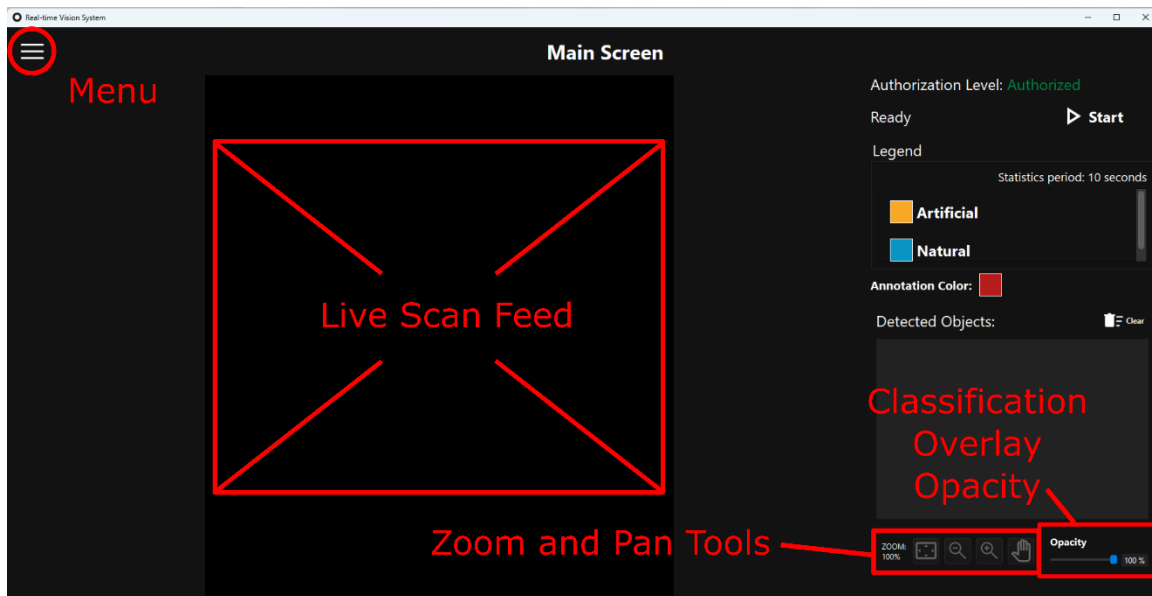 Real-time Vision System
Main Screen
Menu
Authorization Level: Authorized
Ready
Start
Legend
Statistics period: 10 seconds
Artificial
Natural
Annotation Color:
Live Scan Feed
Detected Objects:
Clear
Classification
Overlay
Opacity
Zoom and Pan Tools
ZOOM:
100%
Opacity
100 %